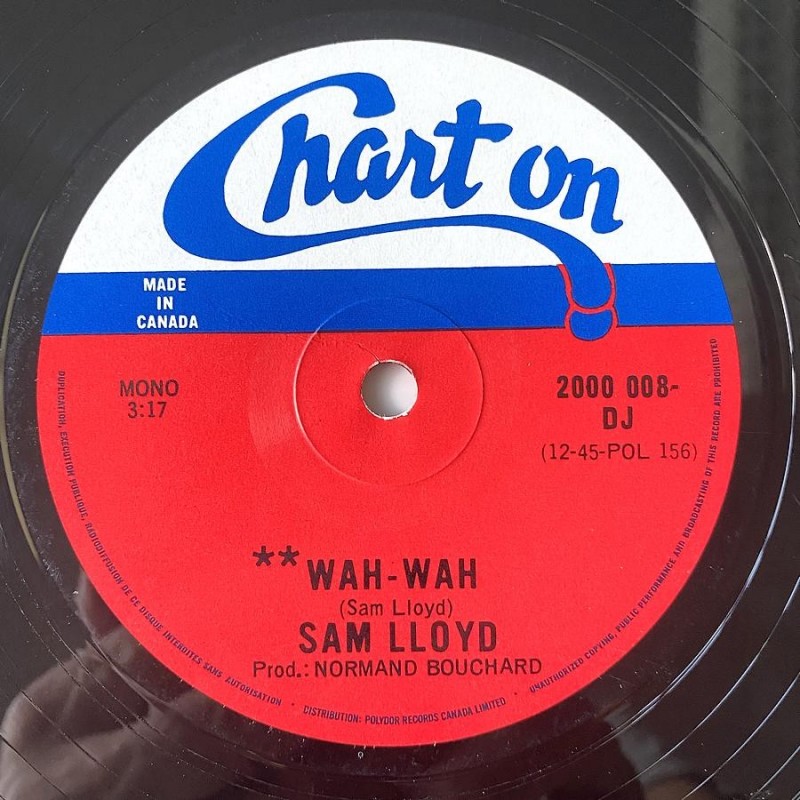 Chart on
MADE
IN
CANADA
MONO
3:17
2000 008-
DJ
(12-45-POL 156)
**WAH-WAH
(Sam Lloyd)
SAM LLOYD
Prod.: NORMAND BOUCHARD
DUPLICATION, EXECUTION PUBLIQUE, RADIODIFFUSION DE CE DISQUE INTERDITES SANS AUTORISATION • DISTRIBUTION: POLYDOR RECORDS CANADA LIMITED • UNAUTHORIZED COPYING, PUBLIC PERFORMANCE AND BROADCASTING OF THIS RECORD ARE PROHIBITED